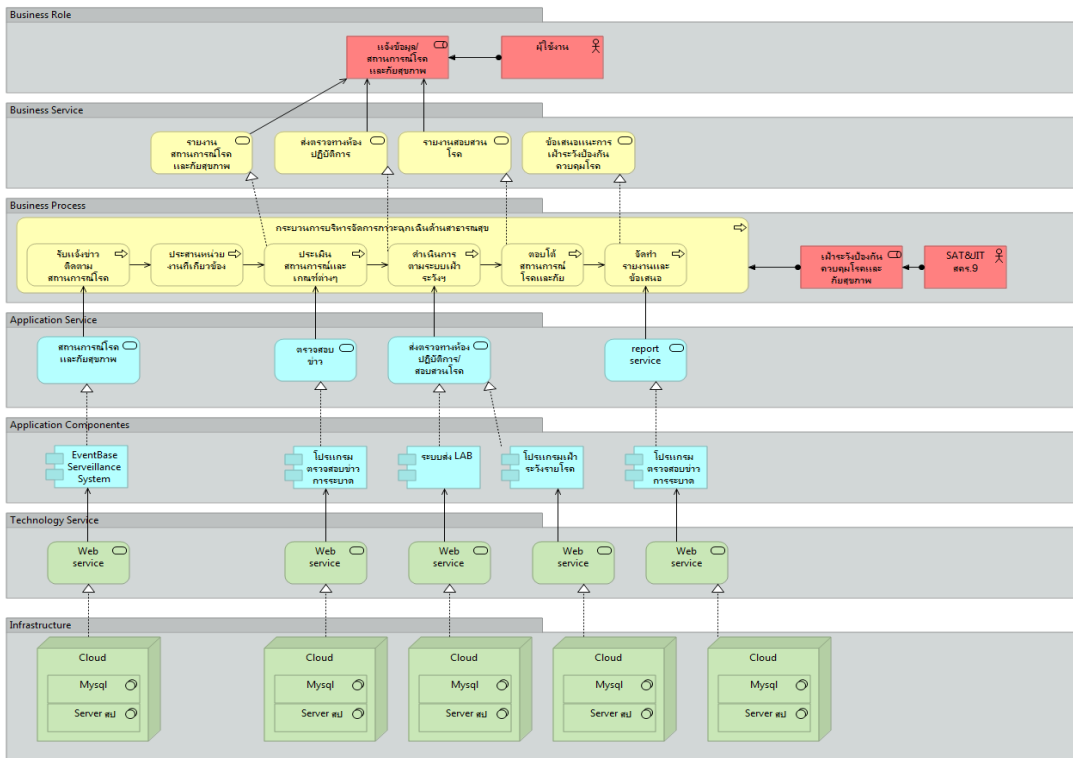 Business Role
แจ้งข้อมูล/
สถานการณ์โรค
และภัยสุขภาพ
ผู้ใช้งาน
Business Service
รายงาน
สถานการณ์โรค
และภัยสุขภาพ
ส่งตรวจทางห้อง
ปฏิบัติการ
รายงานสอบสวน
โรค
ข้อเสนอแนะการ
เฝ้าระวังป้องกัน
ควบคุมโรค
Business Process
กระบวนการบริหารจัดการภาวะฉุกเฉินด้านสาธารณสุข
รับแจ้งข่าว
ติดตาม
สถานการณ์โรค
ประสานหน่วย
งานที่เกี่ยวข้อง
ประเมิน
สถานการณ์และ
เกณฑ์ต่างๆ
ดำเนินการ
ตามระบบเฝ้า
ระวังฯ
ตอบโต้
สถานการณ์
โรคและภัย
จัดทำ
รายงานและ
ข้อเสนอ
เฝ้าระวังป้องกัน
ควบคุมโรคและ
ภัยสุขภาพ
SAT&JIT
สคร.9
Application Service
สถานการณ์โรค
และภัยสุขภาพ
ตรวจสอบ
ข่าว
ส่งตรวจทางห้อง
ปฏิบัติการ/
สอบสวนโรค
report
service
Application Componentes
EventBase
Serveillance
System
โปรแกรม
ตรวจสอบข่าว
การระบาด
ระบบส่ง LAB
โปรแกรมเฝ้า
ระวังรายโรค
โปรแกรม
ตรวจสอบข่าว
การระบาด
Technology Service
Web
service
Web
service
Web
service
Web
service
Web
service
Infrastructure
Cloud
Mysql
Server สป
Cloud
Mysql
Server สป
Cloud
Mysql
Server สป
Cloud
Mysql
Server สป
Cloud
Mysql
Server สป